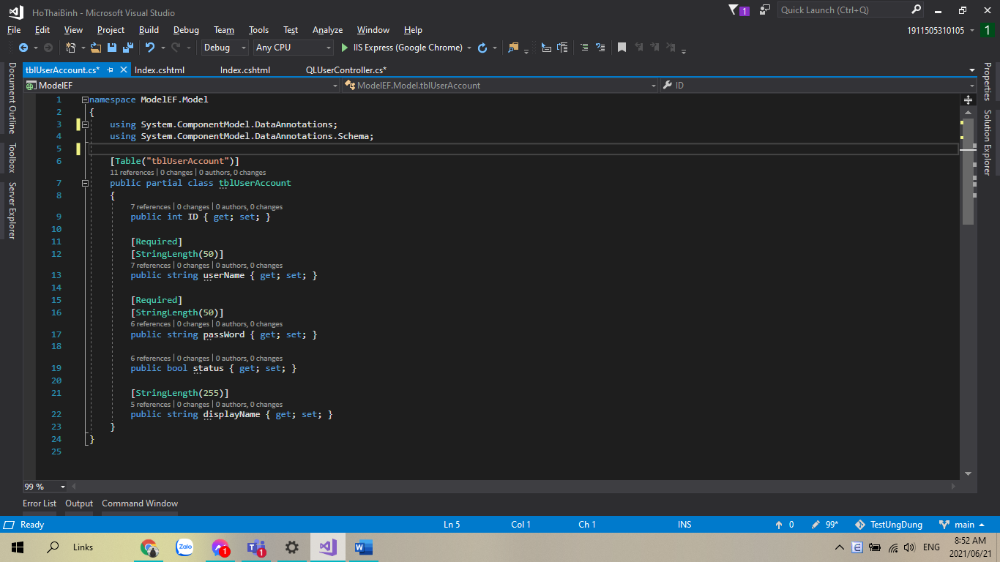 HoThaiBinh - Microsoft Visual Studio
1
Quick Launch (Ctrl+Q)
File Edit View Project Build Debug Team Tools Test Analyze Window Help
1911505310105
1
Debug
Any CPU
IIS Express (Google Chrome)
tblUserAccount.cs*
Index.cshtml
Index.cshtml
QLUserController.cs*
ModelEF
ModelEF.Model.tblUserAccount
ID
Document Outline
Toolbox
Server Explorer
Properties
Solution Explorer
1 namespace ModelEF.Model
2 {
3 using System.ComponentModel.DataAnnotations;
4 using System.ComponentModel.DataAnnotations.Schema;
5
6 [Table("tblUserAccount")]
11 references | 0 changes | 0 authors, 0 changes
7 public partial class tblUserAccount
8 {
7 references | 0 changes | 0 authors, 0 changes
9 public int ID { get; set; }
10
11 [Required]
12 [StringLength(50)]
7 references | 0 changes | 0 authors, 0 changes
13 public string userName { get; set; }
14
15 [Required]
16 [StringLength(50)]
6 references | 0 changes | 0 authors, 0 changes
17 public string passWord { get; set; }
18
6 references | 0 changes | 0 authors, 0 changes
19 public bool status { get; set; }
20
21 [StringLength(255)]
5 references | 0 changes | 0 authors, 0 changes
22 public string displayName { get; set; }
23 }
24 }
25
99 %
Error List Output Command Window
Ready
Ln 5
Col 1
Ch 1
INS
0
99*
TestUngDung
main
Links
Zalo
1
1
ENG
8:52 AM
2021/06/21